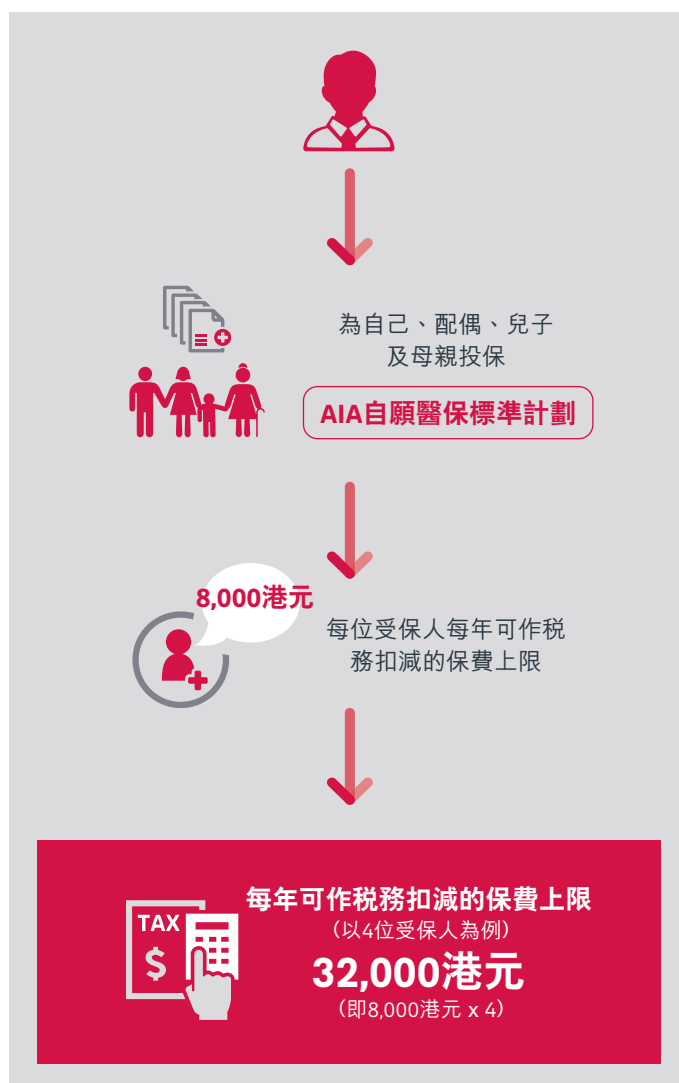 為自己、配偶、兒子
及母親投保
AIA自願醫保標準計劃
8,000港元
每位受保人每年可作税
務扣減的保費上限
每年可作税務扣減的保費上限
（以4位受保人為例）
TAX
$
32,000港元
（即8,000港元 x 4）